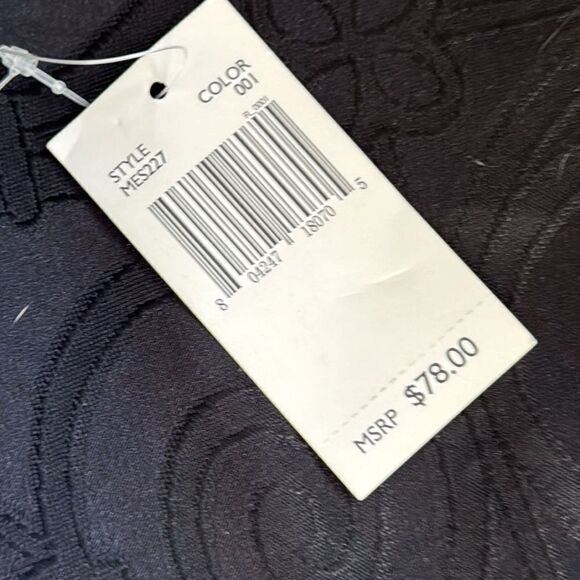 STYLE
MES227
COLOR
001
8 04247 18070 5
MSRP $78.00